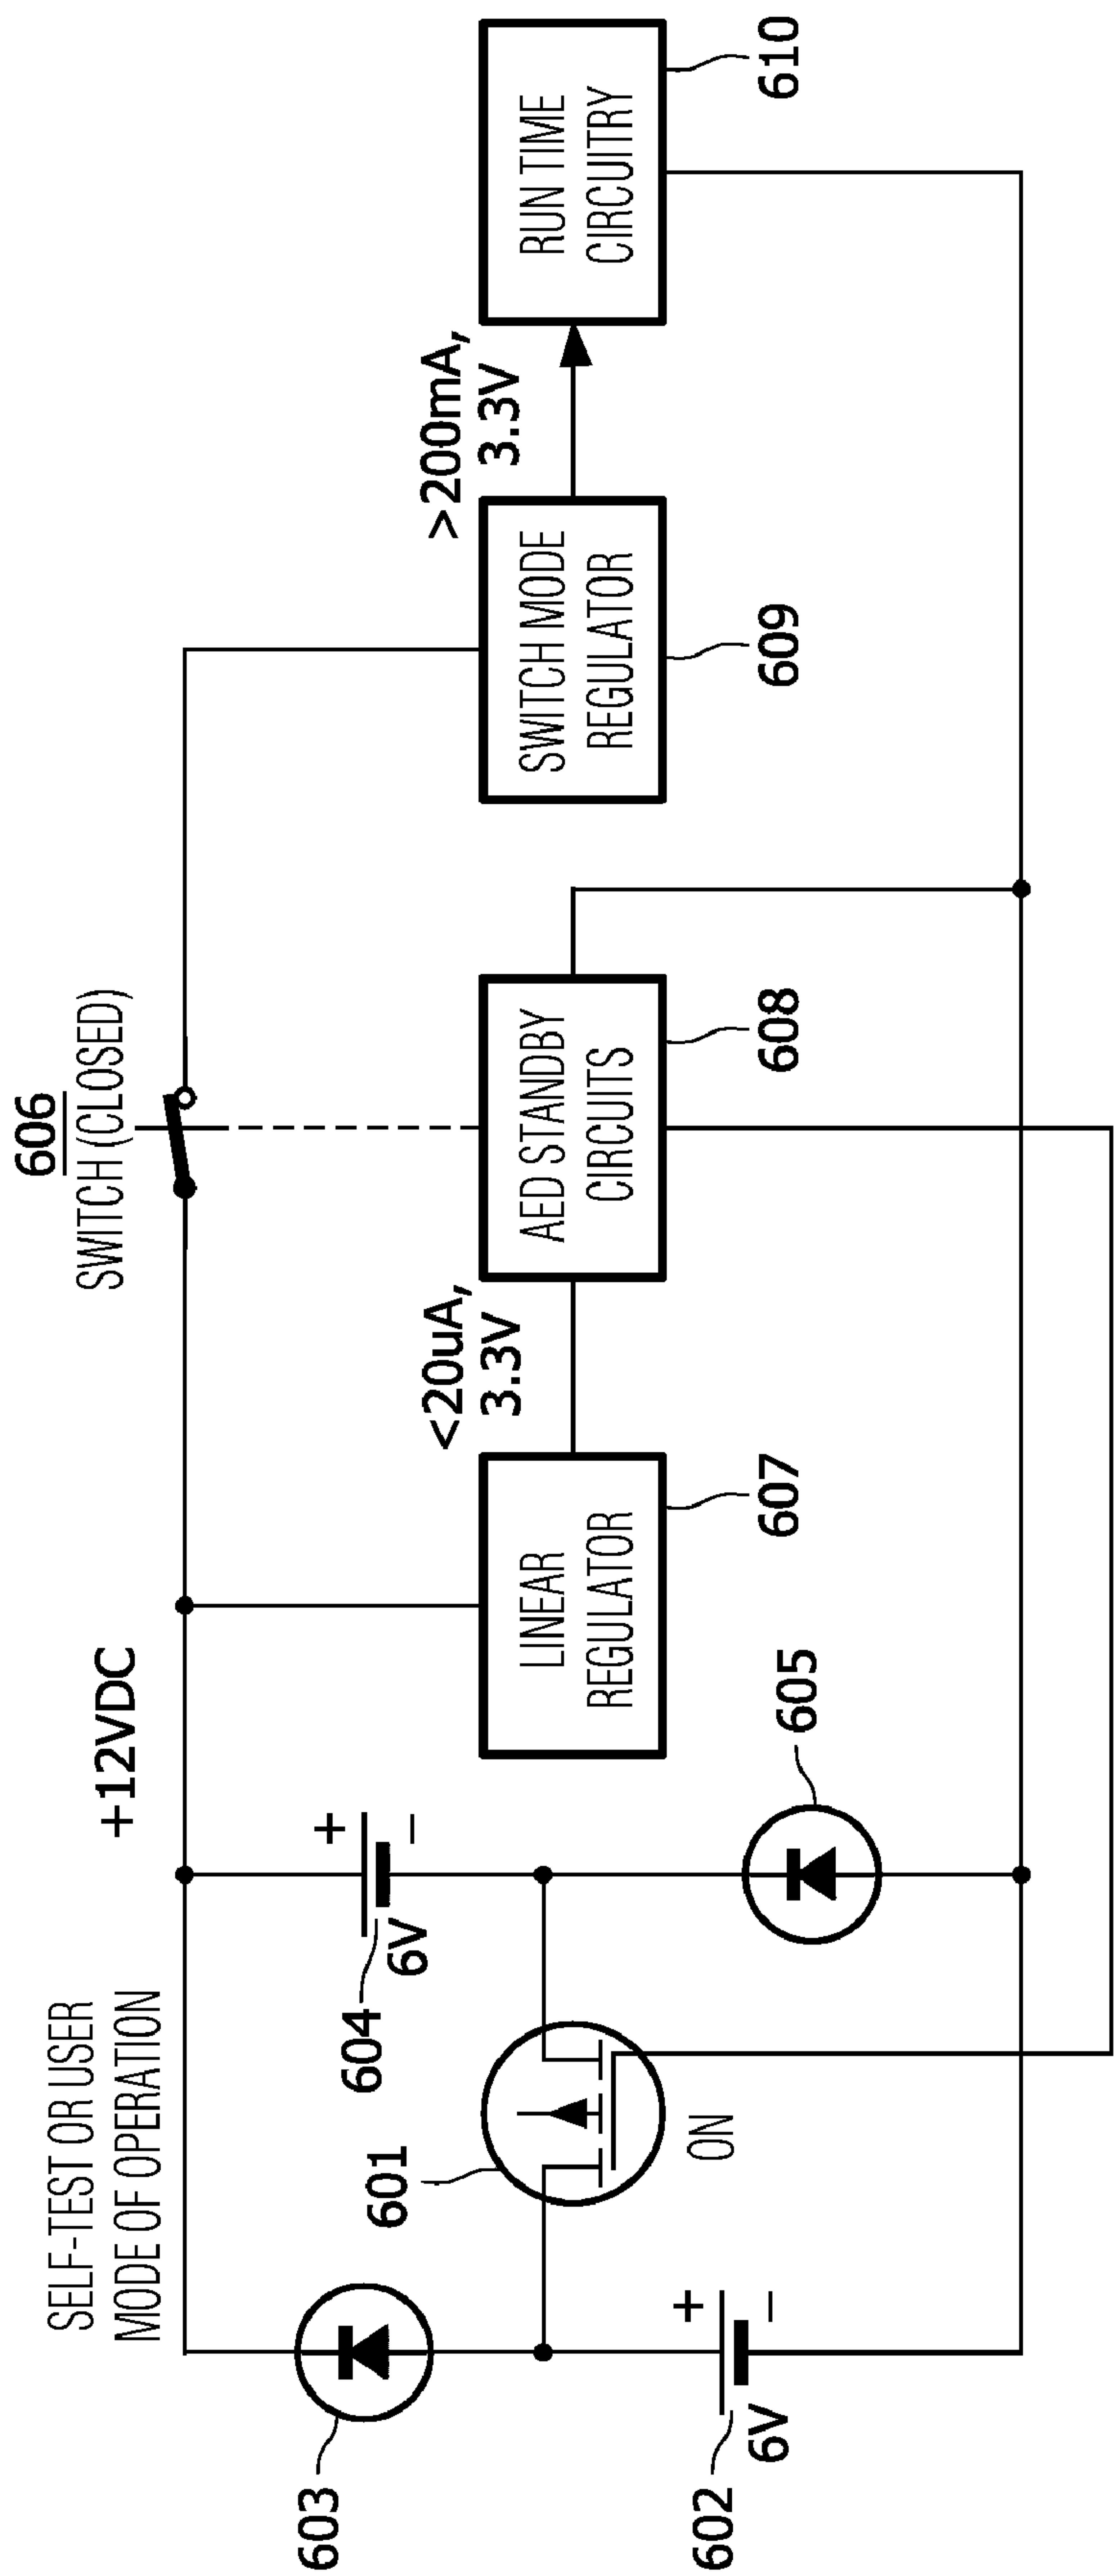 SELF-TEST OR USER
MODE OF OPERATION
+12VDC
606
SWITCH (CLOSED)
603
601
604
6V
+
−
<20uA,
3.3V
>200mA,
3.3V
LINEAR
REGULATOR
607
AED STANDBY
CIRCUITS
608
SWITCH MODE
REGULATOR
609
RUN TIME
CIRCUITRY
610
602
6V
+
−
ON
605